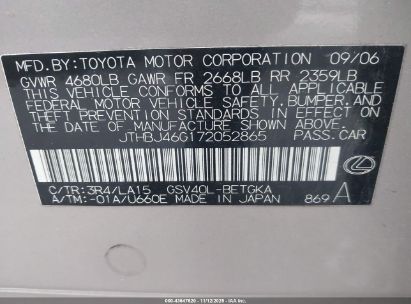 MFD. BY: TOYOTA MOTOR CORPORATION 09/06
GVWR 4680LB GAWR FR 2668LB RR 2359LB
THIS VEHICLE CONFORMS TO ALL APPLICABLE
FEDERAL MOTOR VEHICLE SAFETY, BUMPER, AND
THEFT PREVENTION STANDARDS IN EFFECT ON
THE DATE OF MANUFACTURE SHOWN ABOVE.
JTHBJ46G172052865 PASS.CAR
C/TR: 3R4/LA15 GSV40L-BETGKA
A/TM: -01A/U660E MADE IN JAPAN 869 A